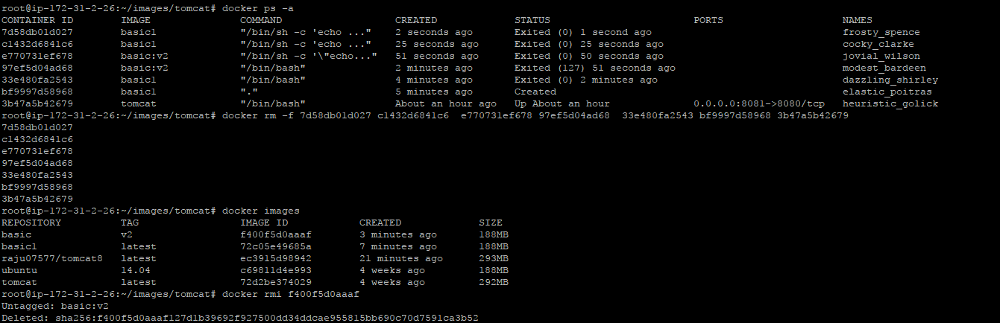 root@ip-172-31-2-26:~/images/tomcat# docker ps -a
CONTAINER ID        IMAGE               COMMAND                   CREATED             STATUS                        PORTS                    NAMES
7d58db01d027        basic1              "/bin/sh -c 'echo ..."    2 seconds ago       Exited (0) 1 second ago                                frosty_spence
c1432d6841c6        basic1              "/bin/sh -c 'echo ..."    25 seconds ago      Exited (0) 25 seconds ago                              cocky_clarke
e770731ef678        basic:v2            "/bin/sh -c '\"echo..."   51 seconds ago      Exited (0) 50 seconds ago                              jovial_wilson
97ef5d04ad68        basic:v2            "/bin/bash"               2 minutes ago       Exited (127) 51 seconds ago                            modest_bardeen
33e480fa2543        basic1              "/bin/bash"               4 minutes ago       Exited (0) 2 minutes ago                               dazzling_shirley
bf9997d58968        basic1              "."                       5 minutes ago       Created                                                elastic_poitras
3b47a5b42679        tomcat              "/bin/bash"               About an hour ago   Up About an hour              0.0.0.0:8081->8080/tcp   heuristic_golick
root@ip-172-31-2-26:~/images/tomcat# docker rm -f 7d58db01d027 c1432d6841c6  e770731ef678 97ef5d04ad68  33e480fa2543 bf9997d58968 3b47a5b42679
7d58db01d027
c1432d6841c6
e770731ef678
97ef5d04ad68
33e480fa2543
bf9997d58968
3b47a5b42679
root@ip-172-31-2-26:~/images/tomcat# docker images
REPOSITORY          TAG                 IMAGE ID            CREATED             SIZE
basic               v2                  f400f5d0aaaf        3 minutes ago       188MB
basic1              latest              72c05e49685a        7 minutes ago       188MB
raju07577/tomcat8   latest              ec3915d98942        21 minutes ago      293MB
ubuntu              14.04               c69811d4e993        4 weeks ago         188MB
tomcat              latest              72d2be374029        4 weeks ago         292MB
root@ip-172-31-2-26:~/images/tomcat# docker rmi f400f5d0aaaf
Untagged: basic:v2
Deleted: sha256:f400f5d0aaaf127d1b39692f927500dd34ddcae955815bb690c70d7591ca3b52